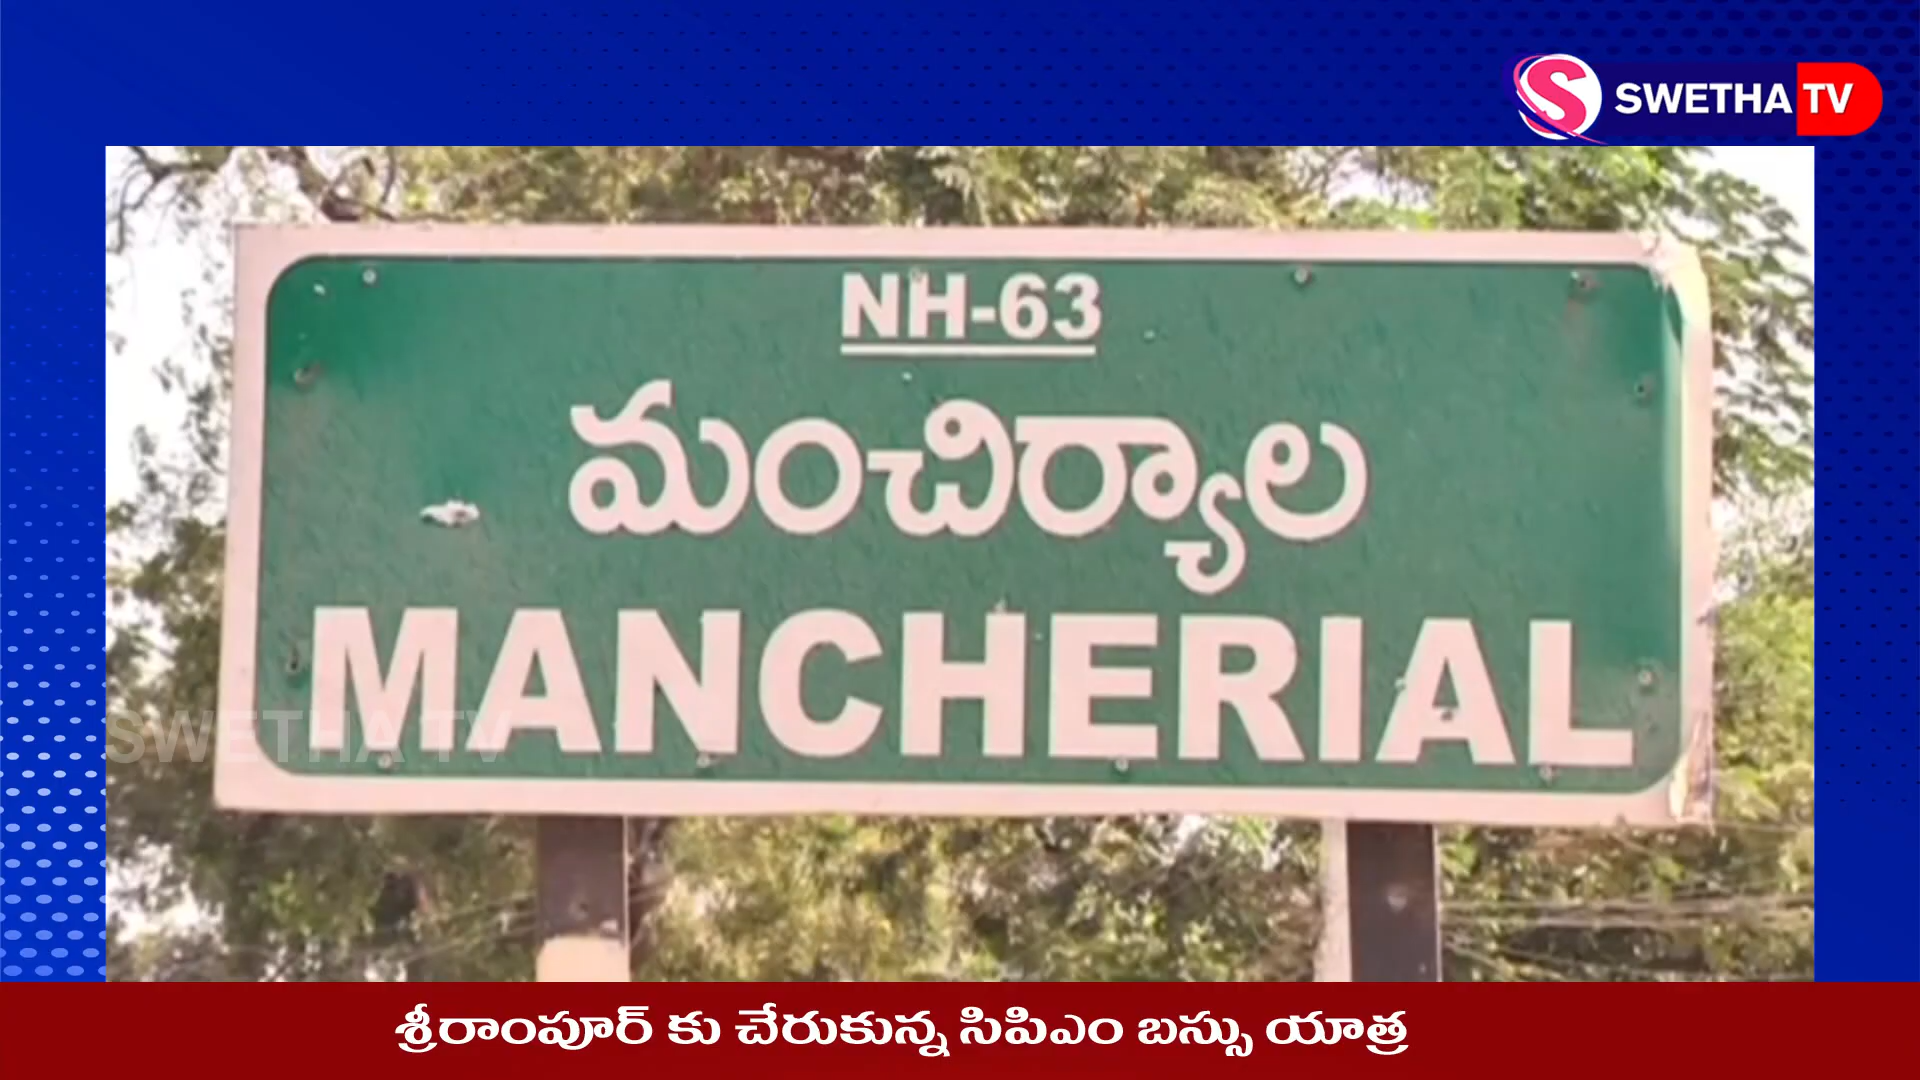 SWETHA TV
NH-63
మంచిర్యాల
MANCHERIAL
SWETHA TV
శ్రీరాంపూర్ కు చేరుకున్న సిపిఎం బస్సు యాత్ర